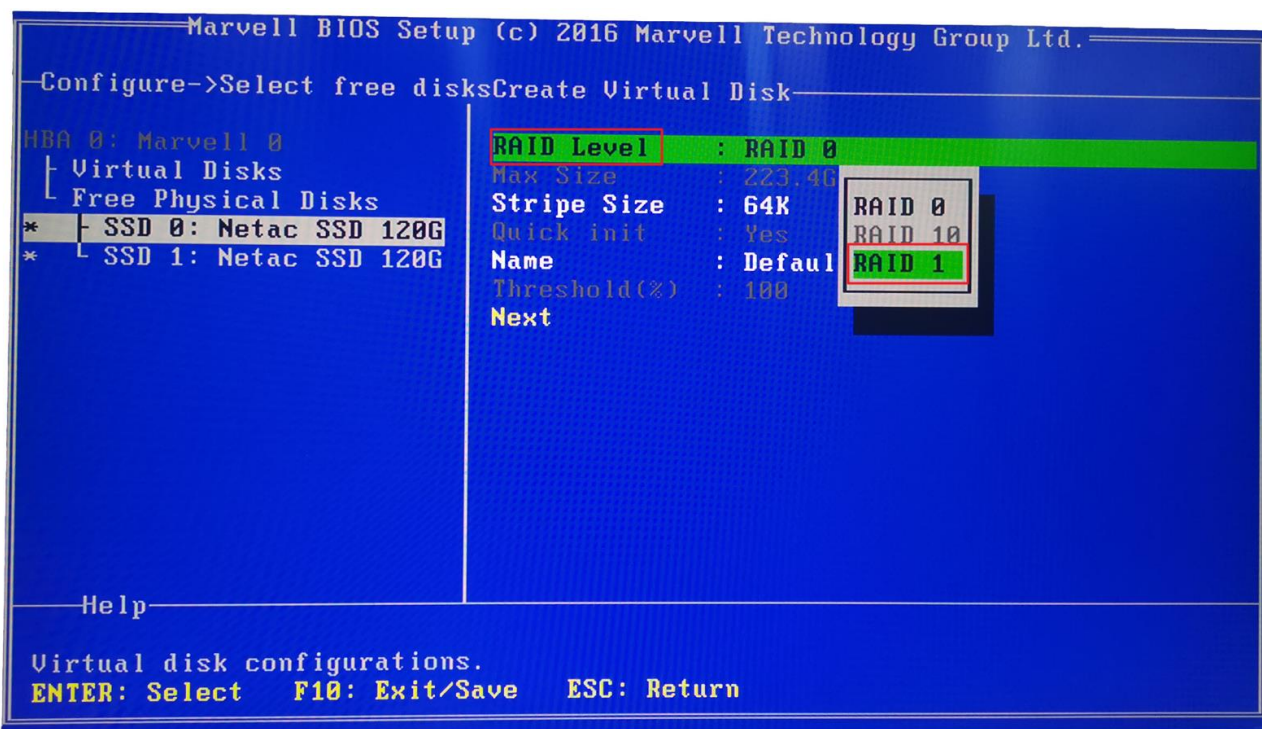 Marvell BIOS Setup (c) 2016 Marvell Technology Group Ltd.
Configure->Select free disksCreate Virtual Disk
HBA 0: Marvell 0
Virtual Disks
Free Physical Disks
* SSD 0: Netac SSD 120G
* SSD 1: Netac SSD 120G
RAID Level : RAID 0
Max Size : 223.4G
Stripe Size : 64K
Quick init : Yes
Name : Defaul
Threshold(%) : 100
Next
RAID 0
RAID 10
RAID 1
Help
Virtual disk configurations.
ENTER: Select F10: Exit/Save ESC: Return